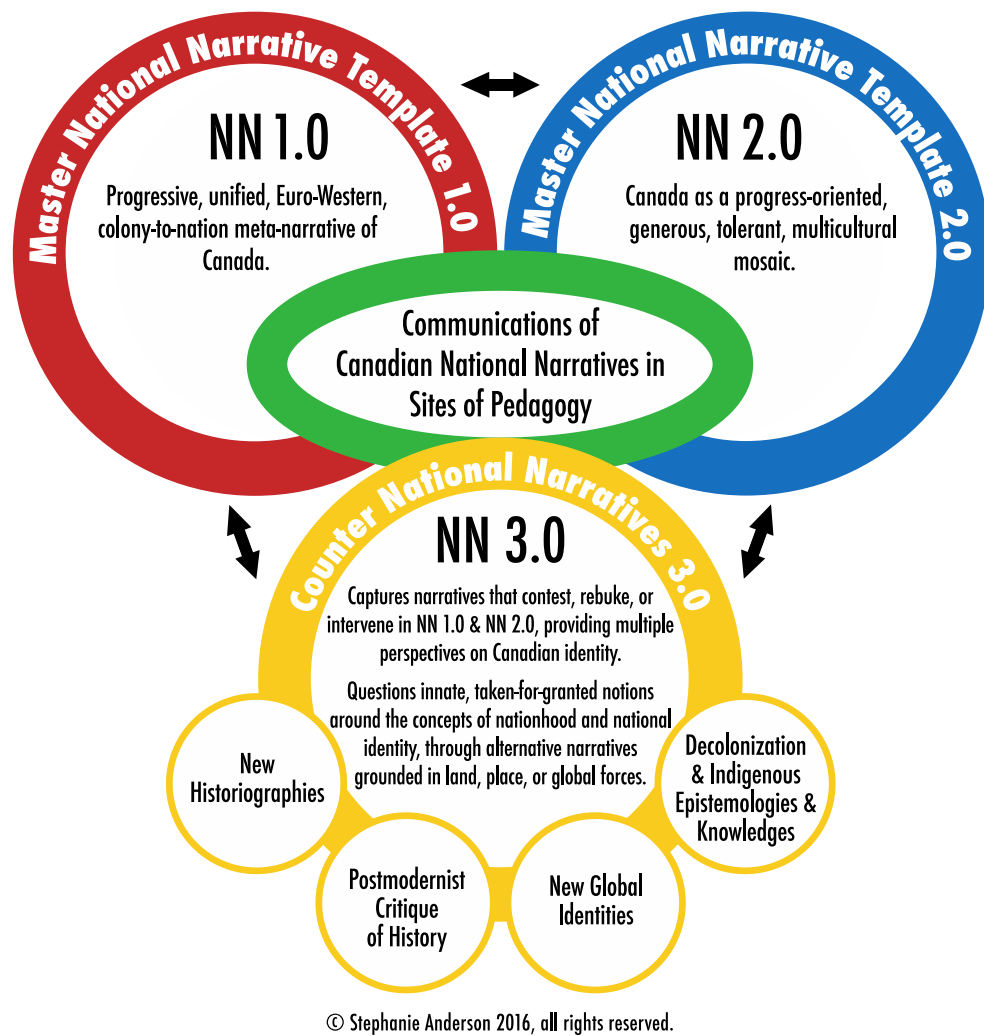 Master National Narrative Template 1.0
NN 1.0
Progressive, unified, Euro-Western,
colony-to-nation meta-narrative of
Canada.
Master National Narrative Template 2.0
NN 2.0
Canada as a progress-oriented,
generous, tolerant, multicultural
mosaic.
Communications of
Canadian National Narratives in
Sites of Pedagogy
Counter National Narratives 3.0
NN 3.0
Captures narratives that contest, rebuke, or
intervene in NN 1.0 & NN 2.0, providing multiple
perspectives on Canadian identity.
Questions innate, taken-for-granted notions
around the concepts of nationhood and national
identity, through alternative narratives
grounded in land, place, or global forces.
New
Historiographies
Postmodernist
Critique
of History
New Global
Identities
Decolonization
& Indigenous
Epistemologies &
Knowledges
© Stephanie Anderson 2016, all rights reserved.